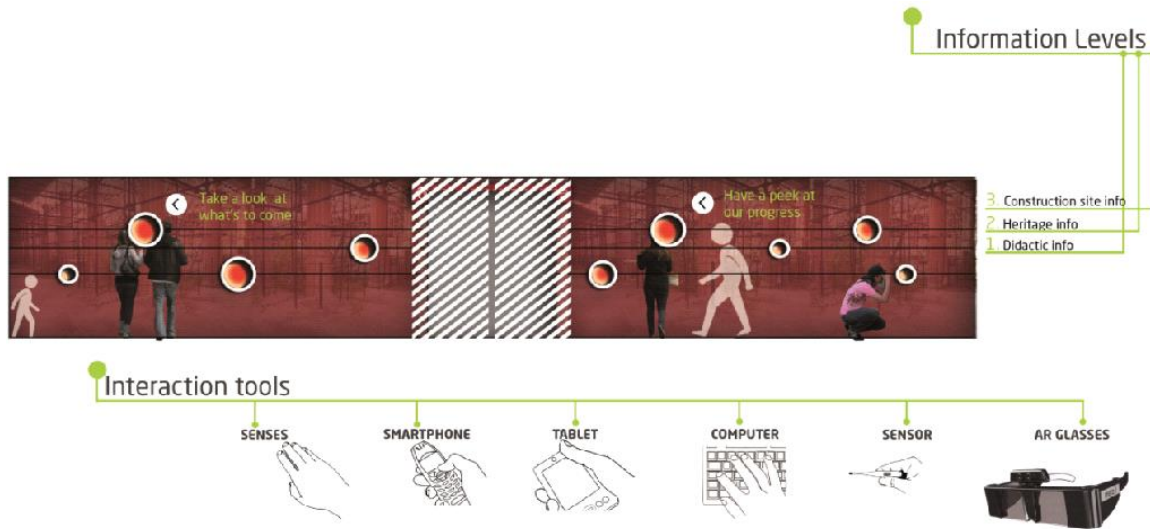 Information Levels
Take a look at
what's to come!
Have a peek at
our progress
3. Construction site info
2. Heritage info
1. Didactic info
Interaction tools
SENSES
SMARTPHONE
TABLET
COMPUTER
SENSOR
AR GLASSES